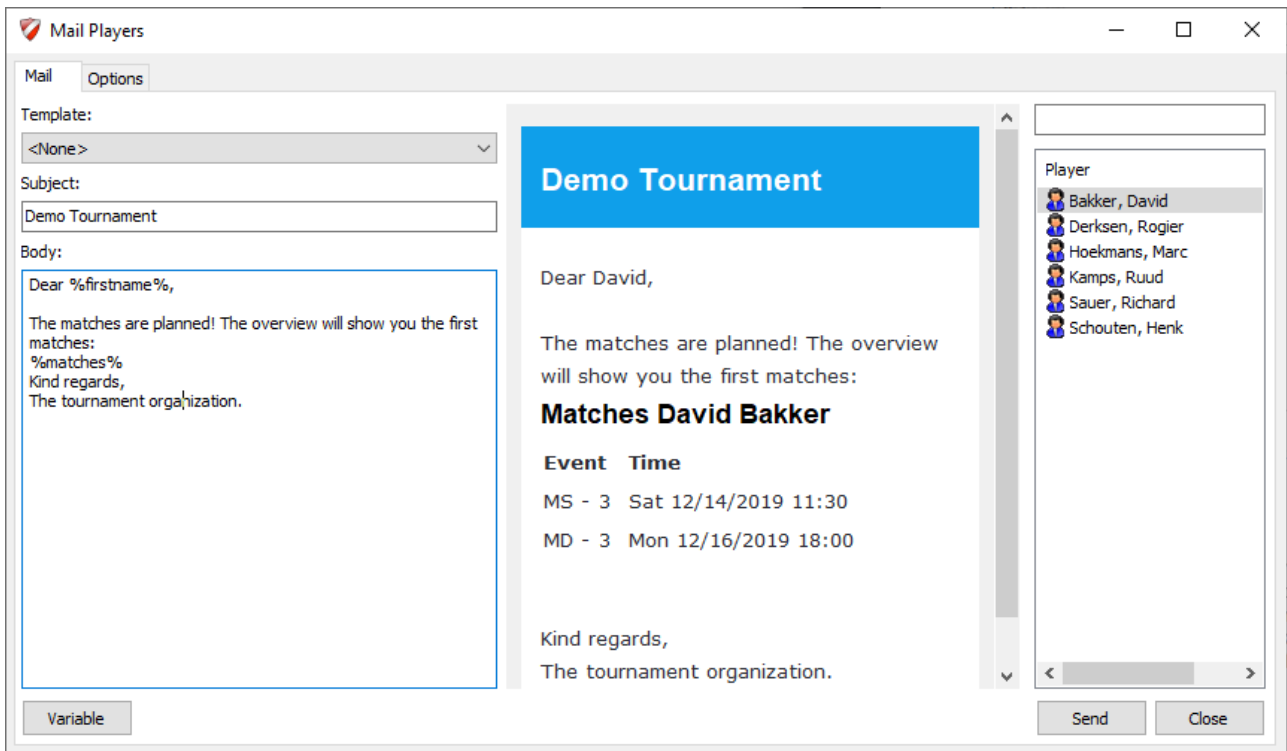 Mail Players
Mail
Options
Template:
<None>
Subject:
Demo Tournament
Body:
Dear %firstname%,
The matches are planned! The overview will show you the first
matches:
%matches%
Kind regards,
The tournament organization.
Variable
Demo Tournament
Dear David,
The matches are planned! The overview
will show you the first matches:
Matches David Bakker
Event Time
MS - 3 Sat 12/14/2019 11:30
MD - 3 Mon 12/16/2019 18:00
Kind regards,
The tournament organization.
Player
Bakker, David
Derksen, Rogier
Hoekmans, Marc
Kamps, Ruud
Sauer, Richard
Schouten, Henk
Send
Close